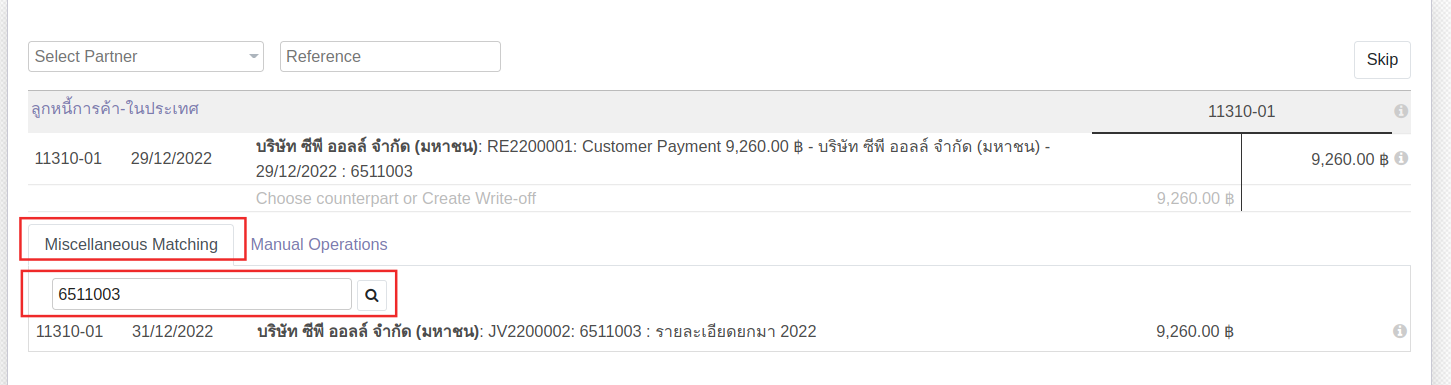 Select Partner Reference Skip
ลูกหนี้การค้า-ในประเทศ 11310-01
11310-01 29/12/2022 บริษัท ซีพี ออลล์ จำกัด (มหาชน): RE2200001: Customer Payment 9,260.00 ฿ - บริษัท ซีพี ออลล์ จำกัด (มหาชน) - 9,260.00 ฿
29/12/2022 : 6511003
Choose counterpart or Create Write-off 9,260.00 ฿
Miscellaneous Matching Manual Operations
6511003
11310-01 31/12/2022 บริษัท ซีพี ออลล์ จำกัด (มหาชน): JV2200002: 6511003 : รายละเอียดยกมา 2022 9,260.00 ฿